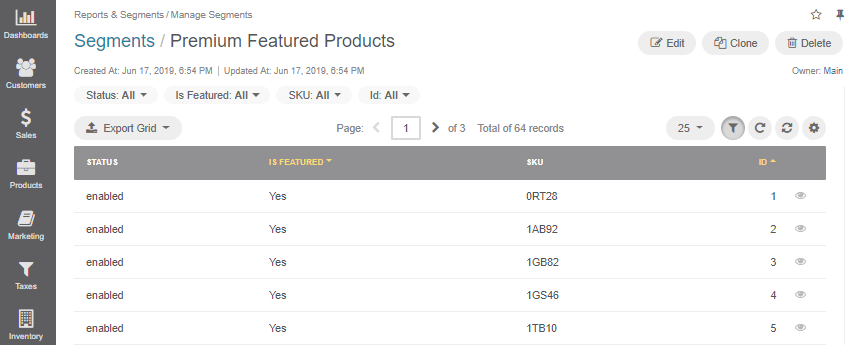 Reports & Segments / Manage Segments
Segments / Premium Featured Products
Edit
Clone
Delete
Created At: Jun 17, 2019, 6:54 PM | Updated At: Jun 17, 2019, 6:54 PM
Owner: Main
Status: All
Is Featured: All
SKU: All
Id: All
Export Grid
Page: 1 of 3 Total of 64 records
25
STATUS IS FEATURED SKU ID
enabled Yes 0RT28 1
enabled Yes 1AB92 2
enabled Yes 1GB82 3
enabled Yes 1GS46 4
enabled Yes 1TB10 5
Dashboards
Customers
Sales
Products
Marketing
Taxes
Inventory